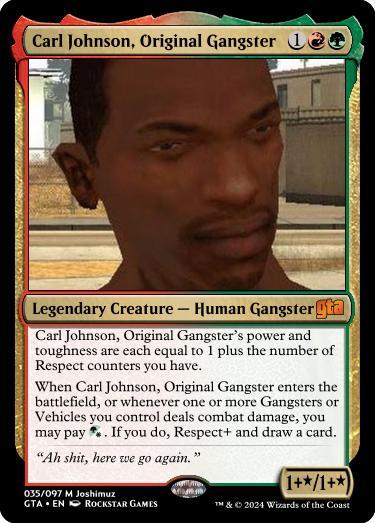 Carl Johnson, Original Gangster 1
Legendary Creature — Human Gangster gta
Carl Johnson, Original Gangster's power and
toughness are each equal to 1 plus the number of
Respect counters you have.
When Carl Johnson, Original Gangster enters the
battlefield, or whenever one or more Gangsters or
Vehicles you control deals combat damage, you
may pay . If you do, Respect+ and draw a card.
“Ah shit, here we go again.”
1+★/1+★
035/097 M Joshimuz
GTA • EN Rockstar Games
™ & © 2024 Wizards of the Coast